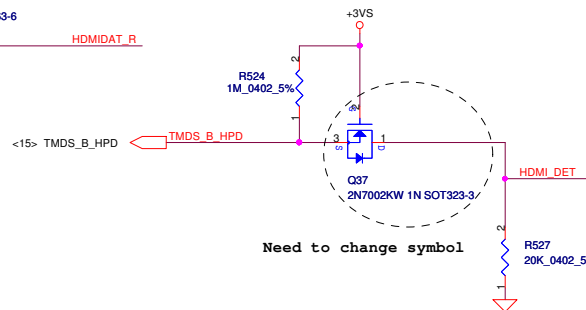 3-6
HDMIDAT_R
+3VS
2
R524
1M_0402_5%
1
G
2
<15> TMDS_B_HPD
TMDS_B_HPD
3
S
1
D
Q37
2N7002KW 1N SOT323-3
HDMI_DET
Need to change symbol
2
R527
20K_0402_5
1